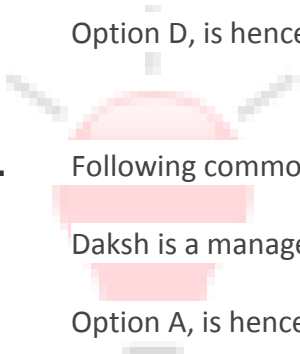 Option D, is hence
. Following commo
Daksh is a manage
Option A, is hence